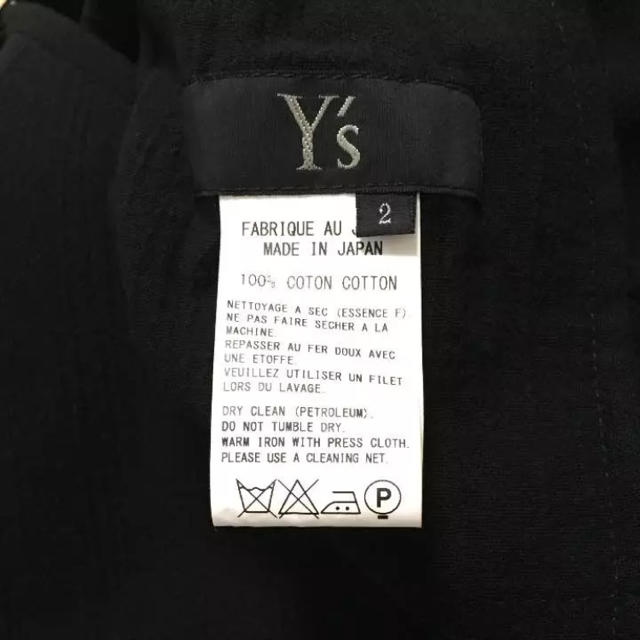 Y's
2
FABRIQUE AU
MADE IN JAPAN
100% COTON COTTON
NETTOYAGE A SEC (ESSENCE F).
NE PAS FAIRE SECHER A LA
MACHINE.
REPASSER AU FER DOUX AVEC
UNE ETOFFE.
VEUILLEZ UTILISER UN FILET
LORS DU LAVAGE.
DRY CLEAN (PETROLEUM).
DO NOT TUMBLE DRY.
WARM IRON WITH PRESS CLOTH.
PLEASE USE A CLEANING NET.
P